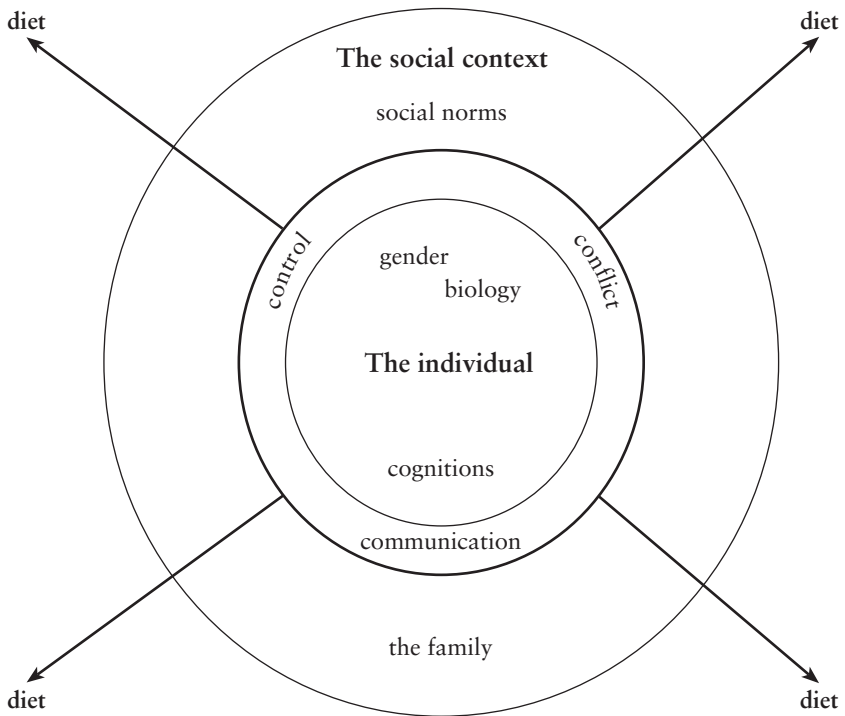 diet
diet
The social context
social norms
control
conflict
gender
biology
The individual
cognitions
communication
the family
diet
diet